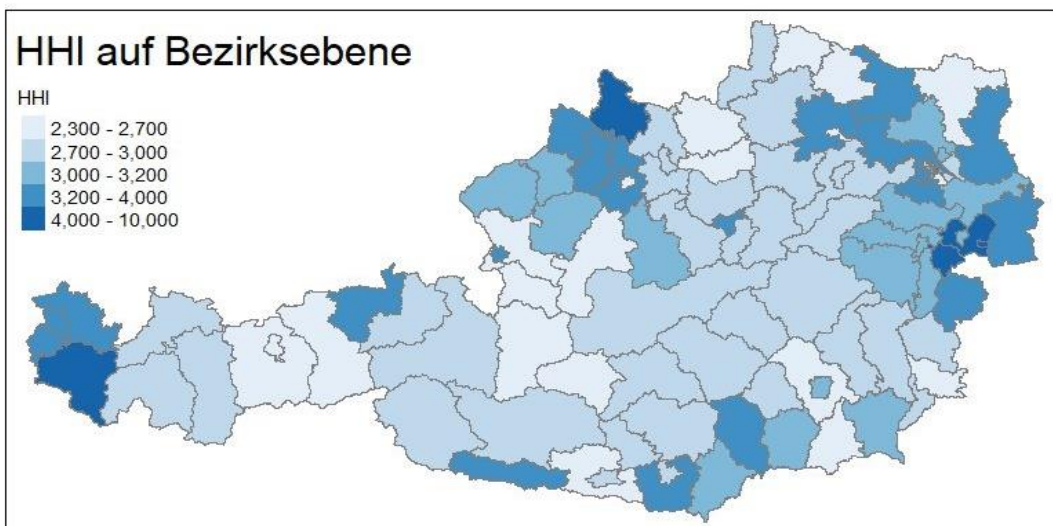 HHI auf Bezirksebene
HHI
2,300 - 2,700
2,700 - 3,000
3,000 - 3,200
3,200 - 4,000
4,000 - 10,000